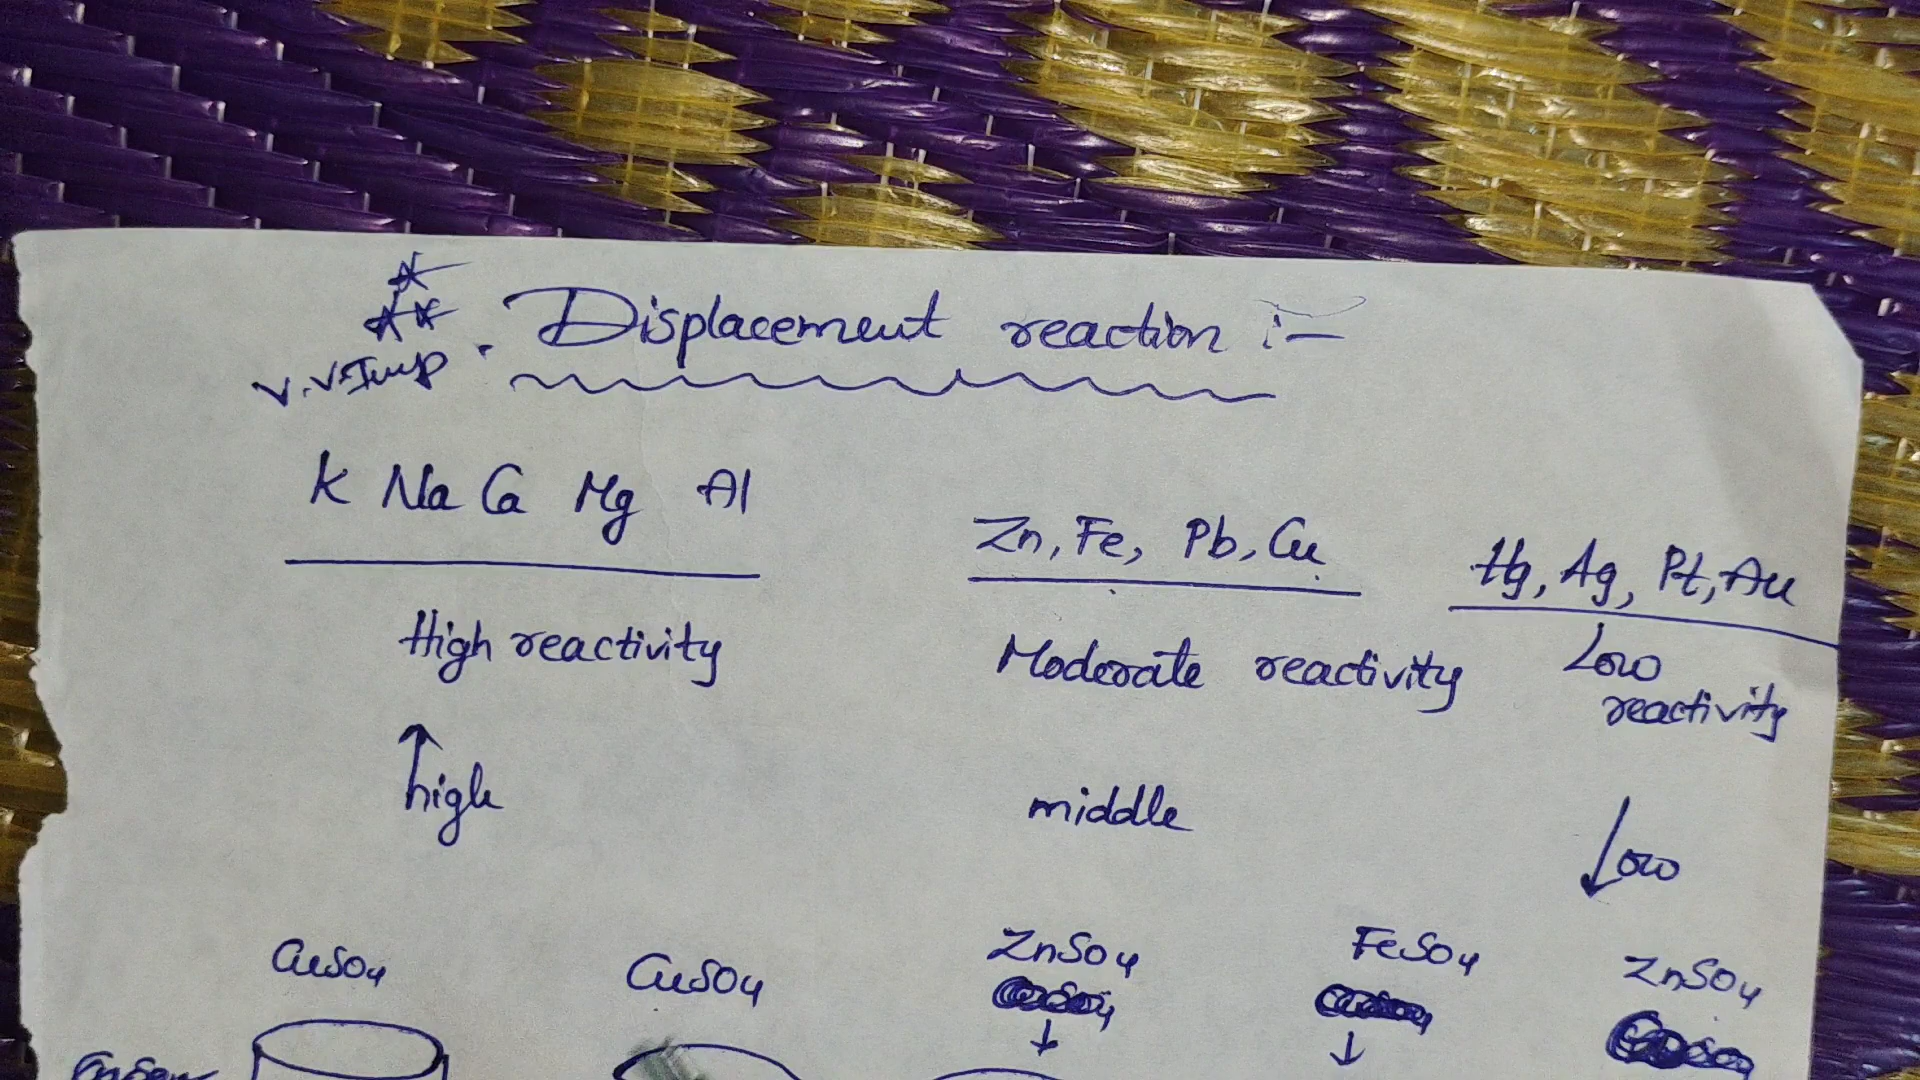 V.V.Imp. Displacement reaction :-
K Na Ca Mg Al
Zn, Fe, Pb, Cu
Hg, Ag, Pt, Au
High reactivity
Moderate reactivity
Low
reactivity
high
middle
Low
CuSO4
CuSO4
ZnSO4
FeSO4
ZnSO4